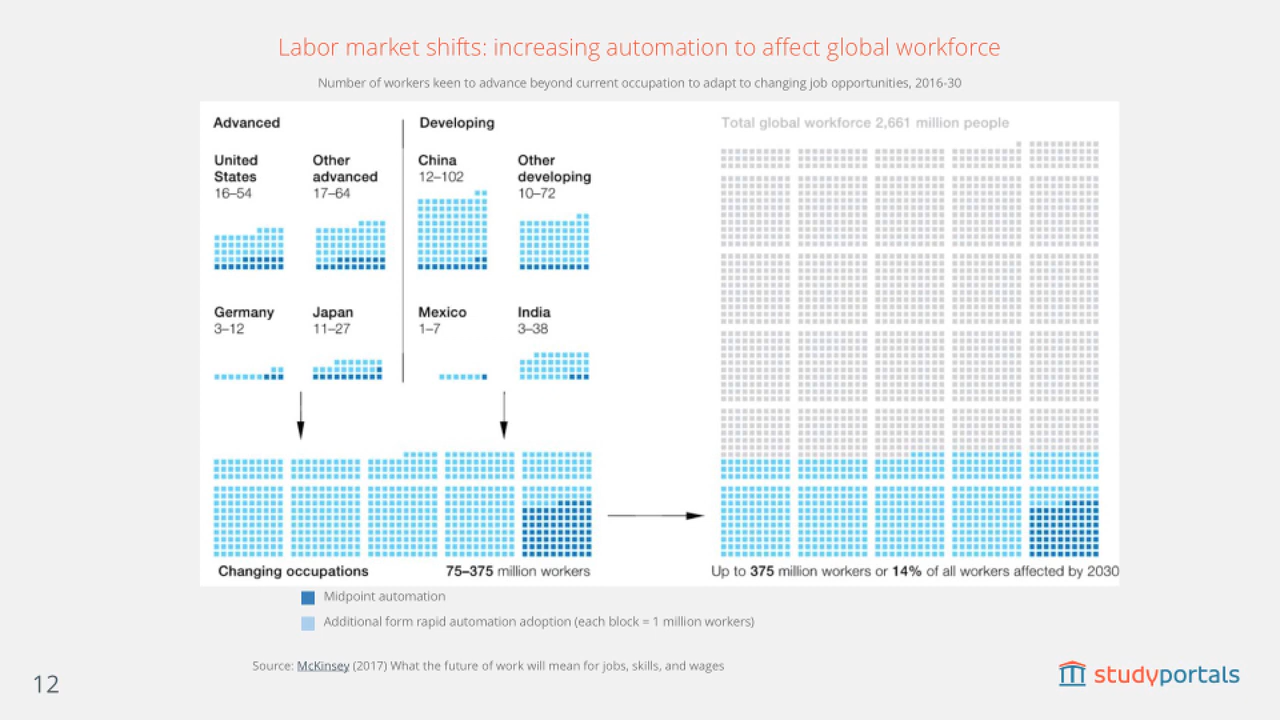 Labor market shifts: increasing automation to affect global workforce
Number of workers keen to advance beyond current occupation to adapt to changing job opportunities, 2016-30
Advanced
Developing
Total global workforce 2,661 million people
United
States
16–54
Other
advanced
17–64
China
12–102
Other
developing
10–72
Germany
3–12
Japan
11–27
Mexico
1–7
India
3–38
Changing occupations
75–375 million workers
Up to 375 million workers or 14% of all workers affected by 2030
Midpoint automation
Additional form rapid automation adoption (each block = 1 million workers)
Source: McKinsey (2017) What the future of work will mean for jobs, skills, and wages
12
studyportals